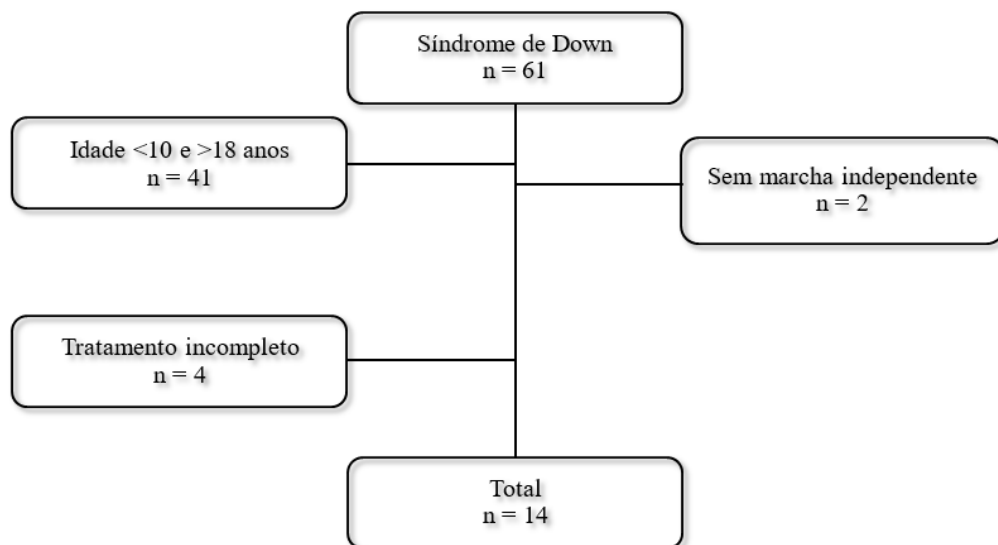 Síndrome de Down
n = 61
Idade <10 e >18 anos
n = 41
Sem marcha independente
n = 2
Tratamento incompleto
n = 4
Total
n = 14